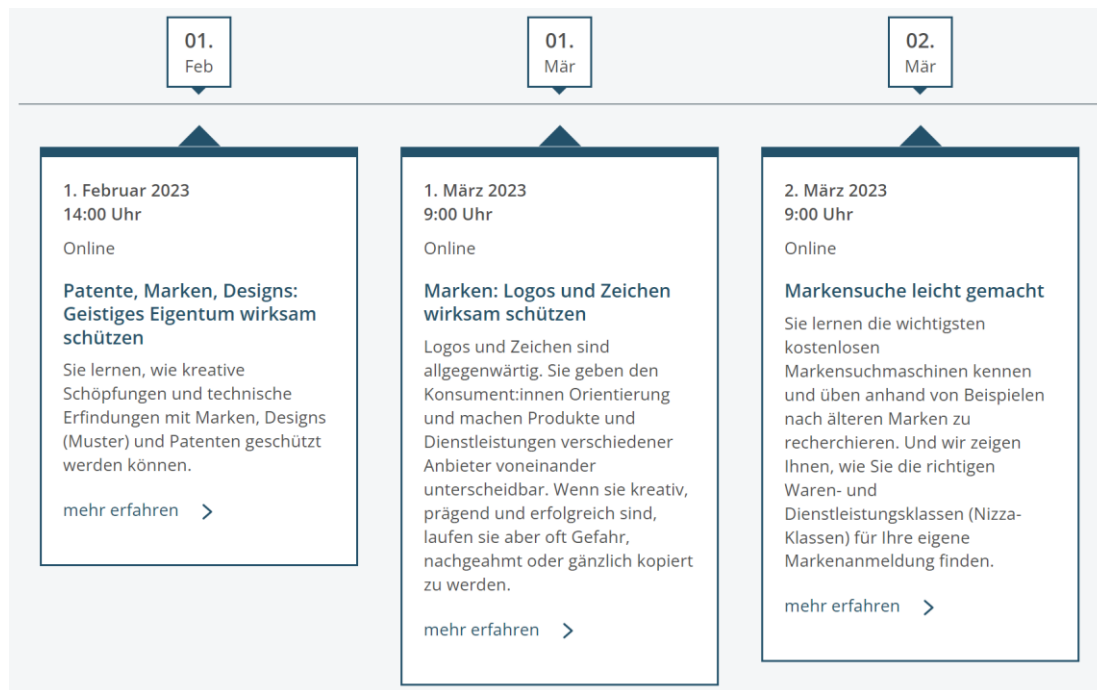 01.
Feb
01.
Mär
02.
Mär
1. Februar 2023
14:00 Uhr
Online
Patente, Marken, Designs:
Geistiges Eigentum wirksam
schützen
Sie lernen, wie kreative
Schöpfungen und technische
Erfindungen mit Marken, Designs
(Muster) und Patenten geschützt
werden können.
mehr erfahren
1. März 2023
9:00 Uhr
Online
Marken: Logos und Zeichen
wirksam schützen
Logos und Zeichen sind
allgegenwärtig. Sie geben den
Konsument:innen Orientierung
und machen Produkte und
Dienstleistungen verschiedener
Anbieter voneinander
unterscheidbar. Wenn sie kreativ,
prägend und erfolgreich sind,
laufen sie aber oft Gefahr,
nachgeahmt oder gänzlich kopiert
zu werden.
mehr erfahren
2. März 2023
9:00 Uhr
Online
Markensuche leicht gemacht
Sie lernen die wichtigsten
kostenlosen
Markensuchmaschinen kennen
und üben anhand von Beispielen
nach älteren Marken zu
recherchieren. Und wir zeigen
Ihnen, wie Sie die richtigen
Waren- und
Dienstleistungsklassen (Nizza-
Klassen) für Ihre eigene
Markenanmeldung finden.
mehr erfahren